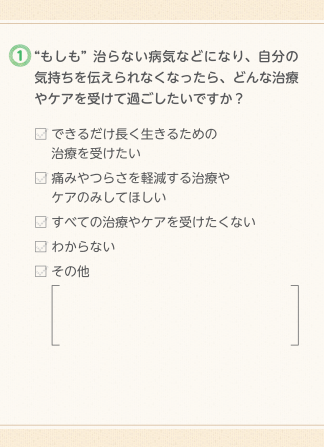 ① “もしも” 治らない病気などになり、自分の
気持ちを伝えられなくなったら、どんな治療
やケアを受けて過ごしたいですか？
できるだけ長く生きるための
治療を受けたい
痛みやつらさを軽減する治療や
ケアのみしてほしい
すべての治療やケアを受けたくない
わからない
その他